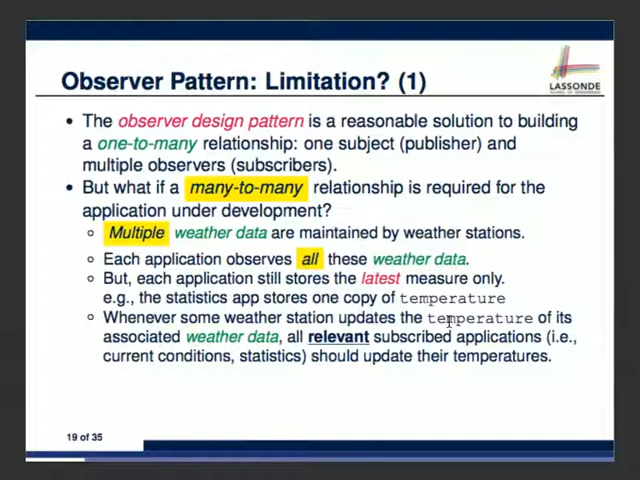 Observer Pattern: Limitation? (1)
LASSONDE
• The observer design pattern is a reasonable solution to building
a one-to-many relationship: one subject (publisher) and
multiple observers (subscribers).
• But what if a many-to-many relationship is required for the
application under development?
◦ Multiple weather data are maintained by weather stations.
◦ Each application observes all these weather data.
◦ But, each application still stores the latest measure only.
e.g., the statistics app stores one copy of temperature
◦ Whenever some weather station updates the temperature of its
associated weather data, all relevant subscribed applications (i.e.,
current conditions, statistics) should update their temperatures.
19 of 35